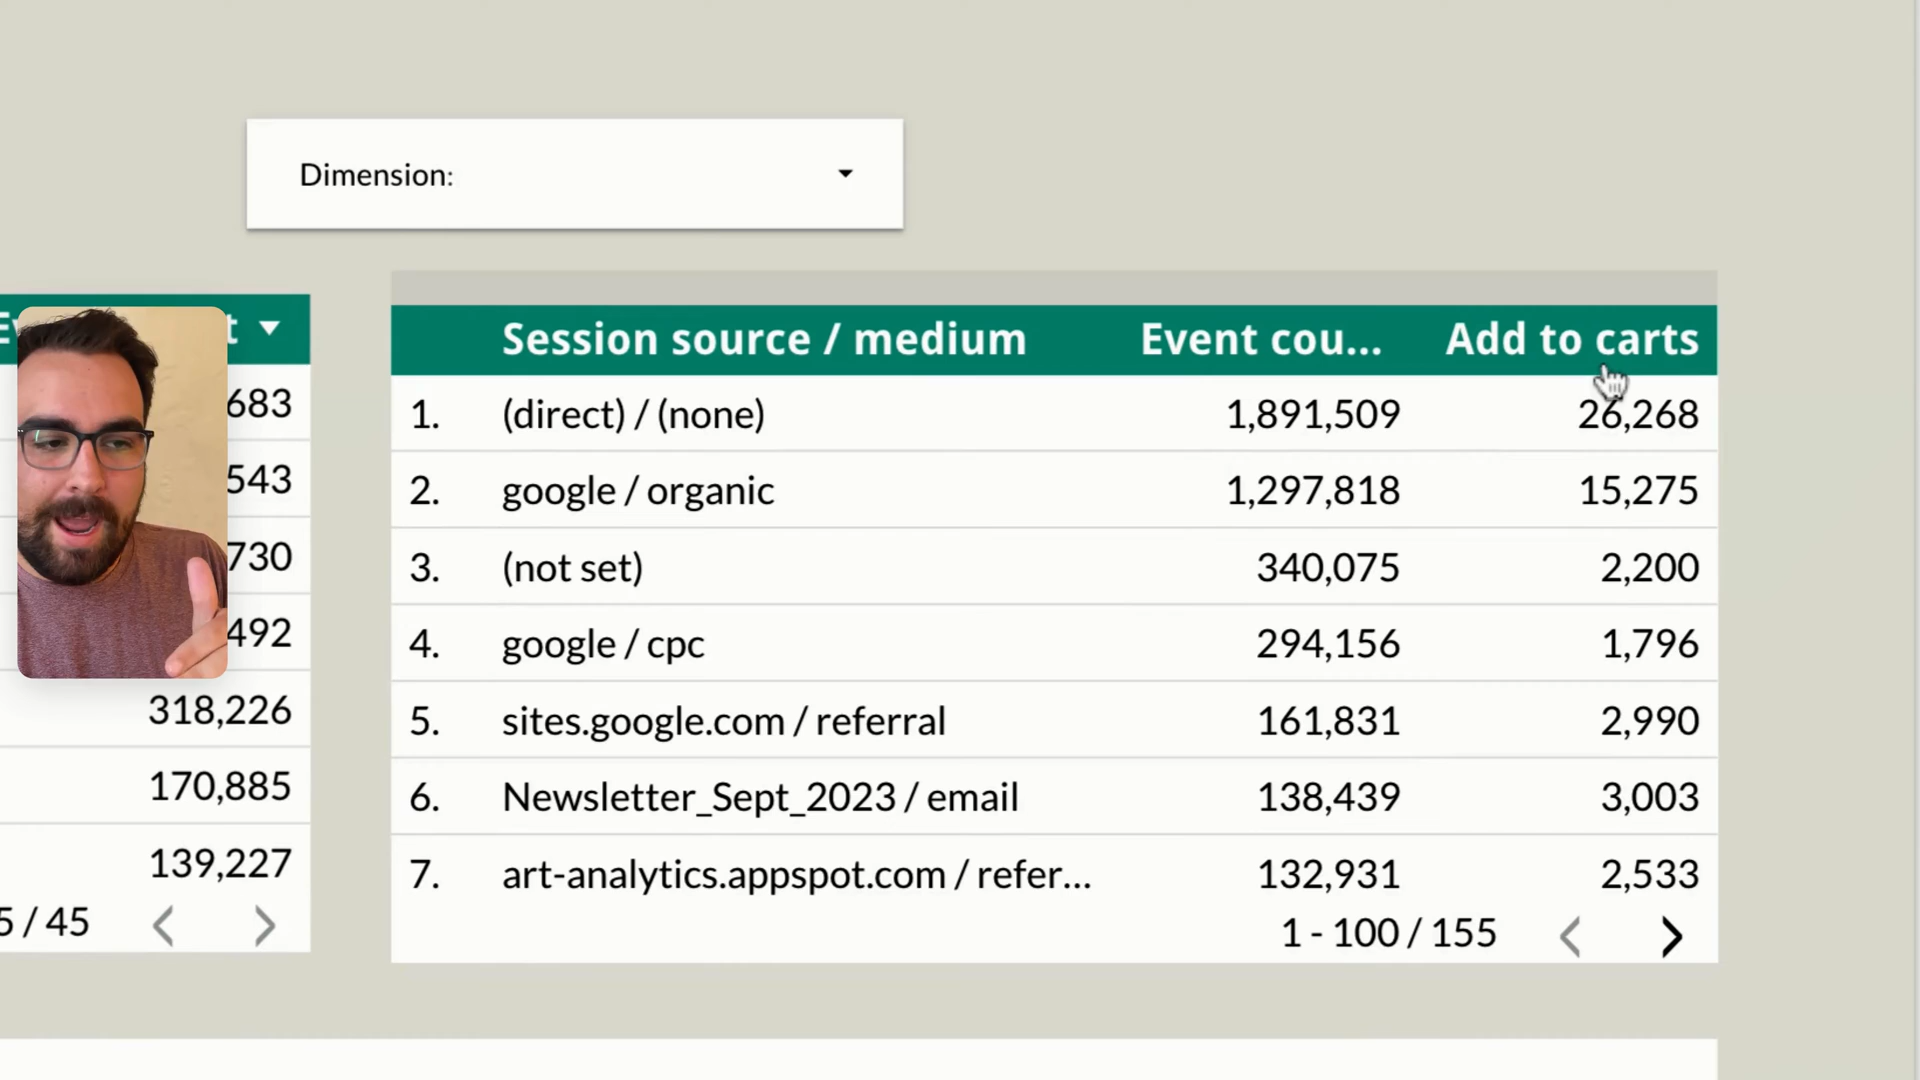 Dimension:
t
683
543
730
492
318,226
170,885
139,227
5 / 45
Session source / medium Event cou... Add to carts
1. (direct) / (none) 1,891,509 26,268
2. google / organic 1,297,818 15,275
3. (not set) 340,075 2,200
4. google / cpc 294,156 1,796
5. sites.google.com / referral 161,831 2,990
6. Newsletter_Sept_2023 / email 138,439 3,003
7. art-analytics.appspot.com / refer... 132,931 2,533
1 - 100 / 155